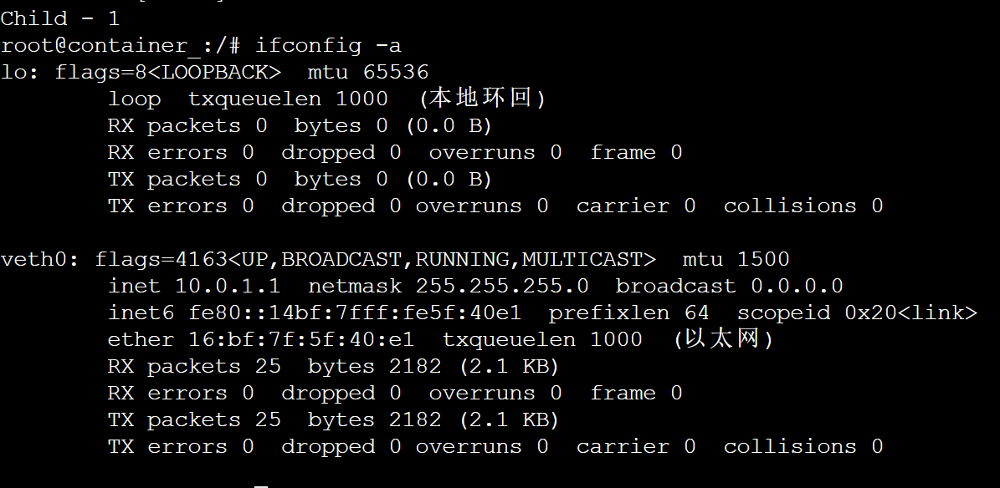 Child - 1
root@container_:/# ifconfig -a
lo: flags=8<LOOPBACK>  mtu 65536
        loop  txqueuelen 1000  (本地环回)
        RX packets 0  bytes 0 (0.0 B)
        RX errors 0  dropped 0  overruns 0  frame 0
        TX packets 0  bytes 0 (0.0 B)
        TX errors 0  dropped 0 overruns 0  carrier 0  collisions 0

veth0: flags=4163<UP,BROADCAST,RUNNING,MULTICAST>  mtu 1500
        inet 10.0.1.1  netmask 255.255.255.0  broadcast 0.0.0.0
        inet6 fe80::14bf:7fff:fe5f:40e1  prefixlen 64  scopeid 0x20<link>
        ether 16:bf:7f:5f:40:e1  txqueuelen 1000  (以太网)
        RX packets 25  bytes 2182 (2.1 KB)
        RX errors 0  dropped 0  overruns 0  frame 0
        TX packets 25  bytes 2182 (2.1 KB)
        TX errors 0  dropped 0 overruns 0  carrier 0  collisions 0